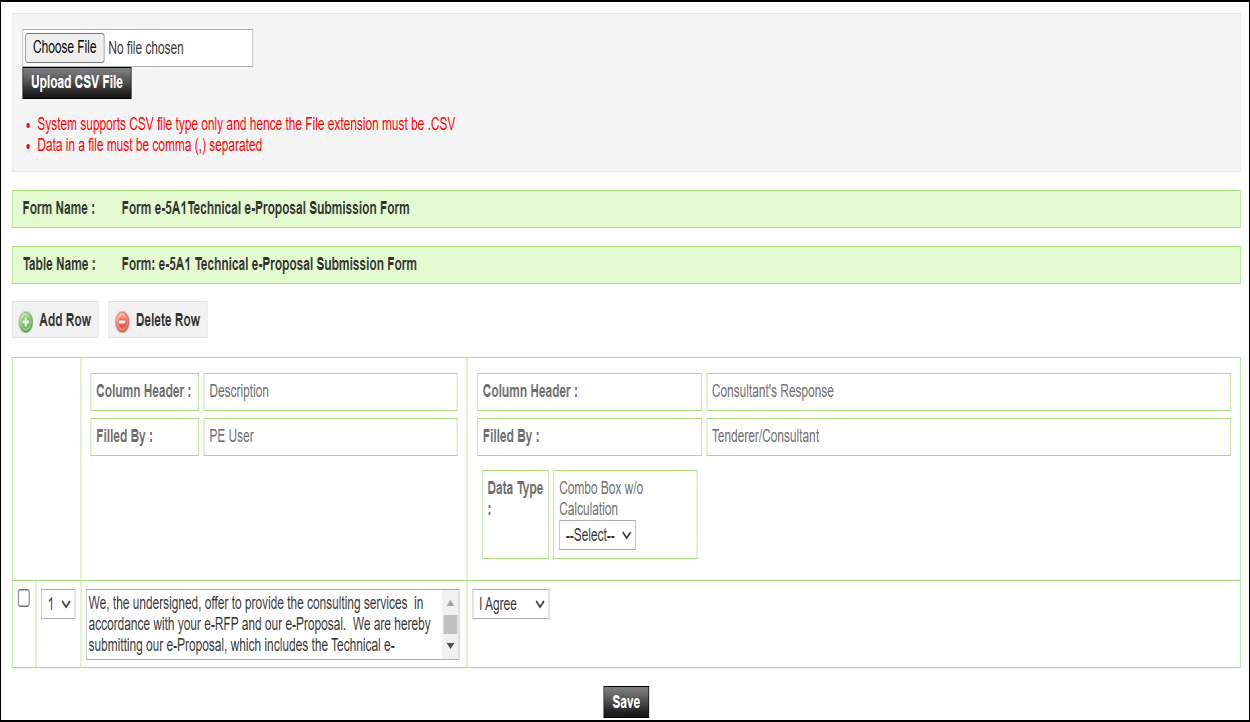 Choose File No file chosen
Upload CSV File
• System supports CSV file type only and hence the File extension must be .CSV
• Data in a file must be comma (,) separated
Form Name : Form e-5A1Technical e-Proposal Submission Form
Table Name : Form: e-5A1 Technical e-Proposal Submission Form
Add Row Delete Row
Column Header : Description
Filled By : PE User
Column Header : Consultant's Response
Filled By : Tenderer/Consultant
Data Type
:
Combo Box w/o
Calculation
--Select--
1
We, the undersigned, offer to provide the consulting services in
accordance with your e-RFP and our e-Proposal. We are hereby
submitting our e-Proposal, which includes the Technical e-
I Agree
Save